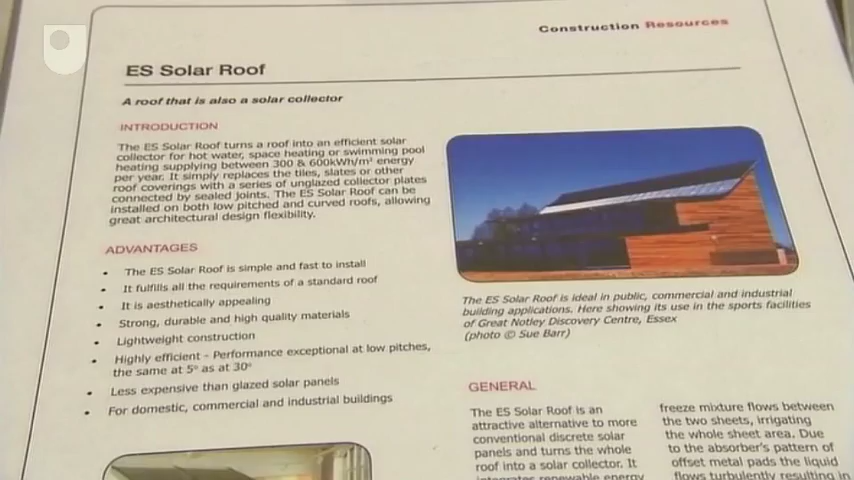 Construction Resources
ES Solar Roof
A roof that is also a solar collector
INTRODUCTION
The ES Solar Roof turns a roof into an efficient solar
collector for hot water, space heating or swimming pool
heating supplying between 300 & 600kWh/m² energy
per year. It simply replaces the tiles, slates or other
roof coverings with a series of unglazed collector plates
connected by sealed joints. The ES Solar Roof can be
installed on both low pitched and curved roofs, allowing
great architectural design flexibility.
ADVANTAGES
• The ES Solar Roof is simple and fast to install
• It fulfills all the requirements of a standard roof
• It is aesthetically appealing
• Strong, durable and high quality materials
• Lightweight construction
• Highly efficient - Performance exceptional at low pitches,
the same at 5° as at 30°
• Less expensive than glazed solar panels
• For domestic, commercial and industrial buildings
The ES Solar Roof is ideal in public, commercial and industrial
building applications. Here showing its use in the sports facilities
of Great Notley Discovery Centre, Essex
(photo © Sue Barr)
GENERAL
The ES Solar Roof is an
attractive alternative to more
conventional discrete solar
panels and turns the whole
roof into a solar collector. It
integrates renewable energy
freeze mixture flows between
the two sheets, irrigating
the whole sheet area. Due
to the absorber's pattern of
offset metal pads the liquid
flows turbulently resulting in